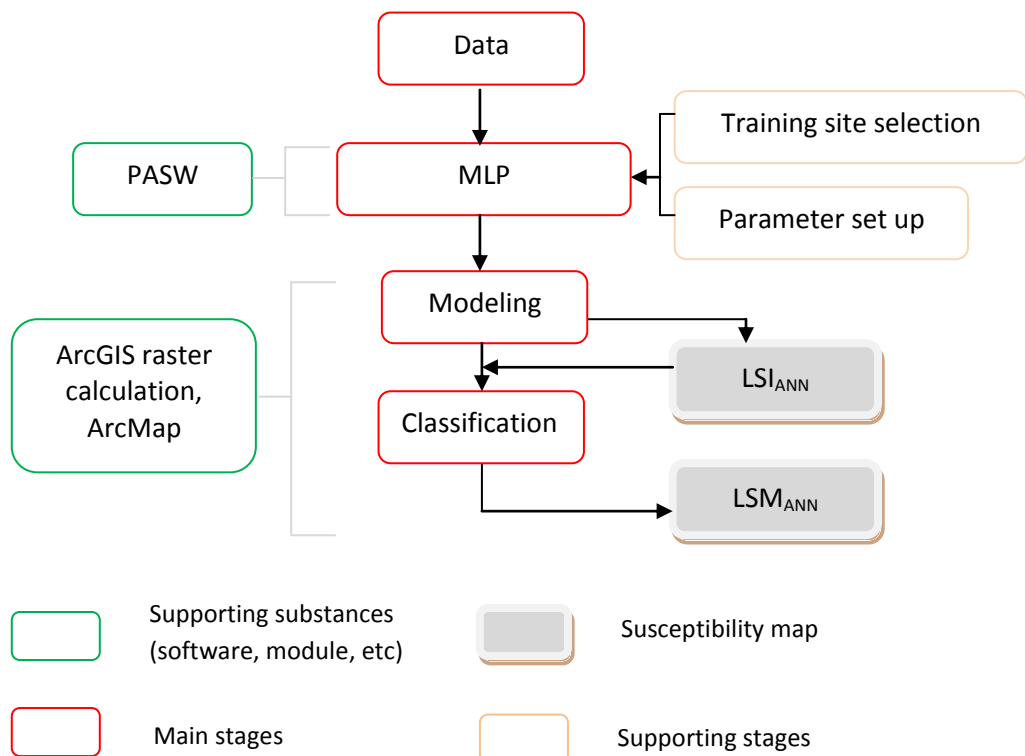 Data
Training site selection
PASW
MLP
Parameter set up
Modeling
ArcGIS raster
calculation,
ArcMap
LSIANN
Classification
LSMANN
Supporting substances
(software, module, etc)
Susceptibility map
Main stages
Supporting stages